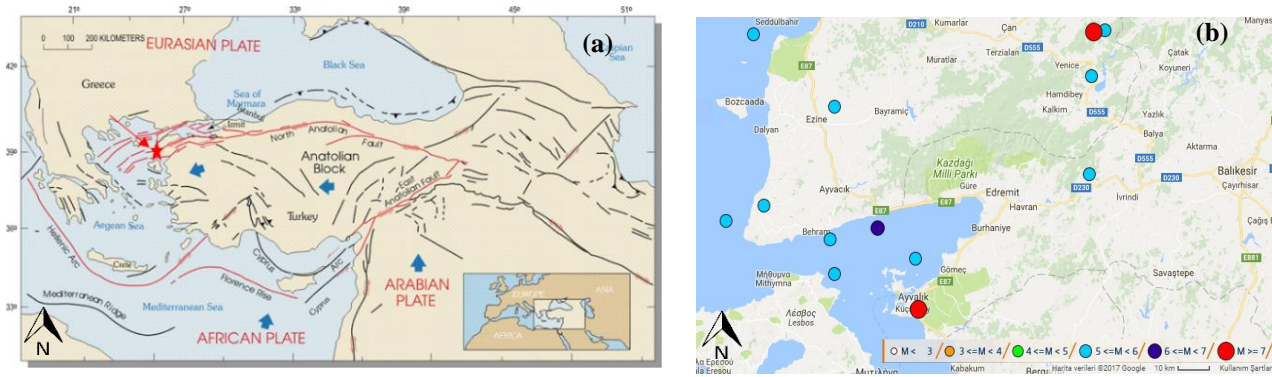 21° 27° 33° 39° 45° 51°
0 100 200 KILOMETERS
EURASIAN PLATE
(a)
Caspian
Sea
42°
Black Sea
Greece
Sea of
Marmara
Istanbul
Izmit
North
Anatolian
Fault
39°
Anatolian
Block
East
Anatolian Fault
Turkey
Aegean Sea
36°
Hellenic Arc
Crete
Cyprus
Arc
Florence Rise
Cyprus
ARABIAN
PLATE
Mediterranean Ridge
Mediterranean Sea
33°
AFRICAN PLATE
EUROPE
ASIA
AFRICA
N
(b)
Seddülbahir
D210
Kumarlar
Çan
D555
Terzialan
Yenice
Manyas
Çatak
Koyuneri
E87
Muratlar
Hamdibey
Kalkım
Yazlık
Bozcaada
Ezine
Bayramiç
Dalyan
D555
Balya
Aktarma
Kazdağı
Milli Parkı
Balıkesir
Çayırhisar
D230
D230
Ayvacık
Güre
Edremit
Havran
İvrindi
E87
Behram
Burhaniye
E881
Μήθυμνα
Mithymna
Gömeç
Savaştepe
E87
Ayvalık
Λέσβος
Lesbos
N
M < 3 / 3 <=M < 4 / 4 <=M < 5 / 5 <=M < 6 / 6 <=M < 7 / M >= 7
Kabakum
Harita verileri ©2017 Google 10 km Kullanım Şartları